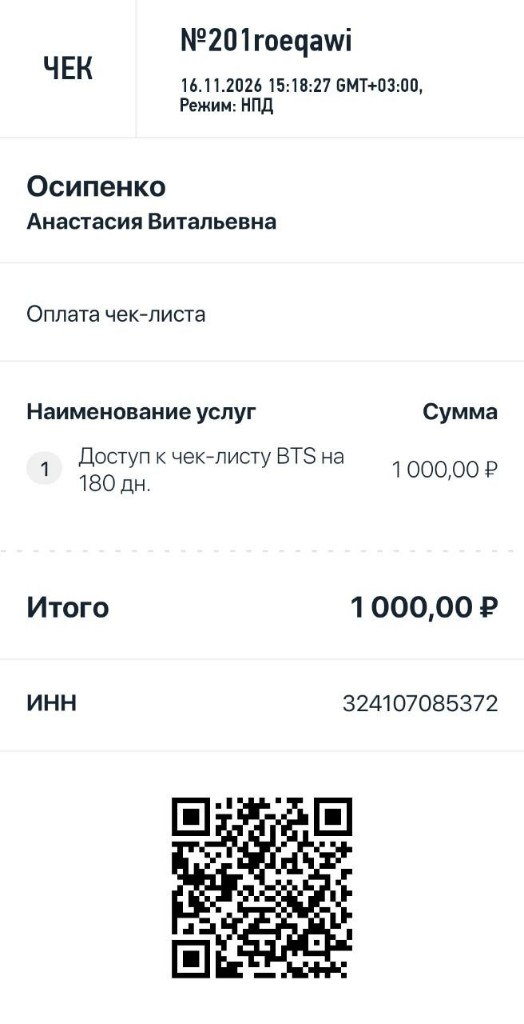 ЧЕК
№201roeqawi
16.11.2026 15:18:27 GMT+03:00,
Режим: НПД
Осипенко
Анастасия Витальевна
Оплата чек-листа
Наименование услуг Сумма
1 Доступ к чек-листу BTS на 1 000,00 ₽
180 дн.
Итого 1 000,00 ₽
ИНН 324107085372